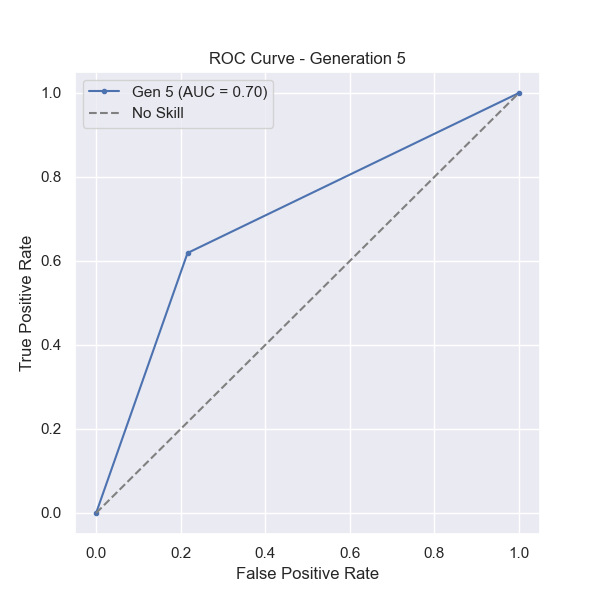 ROC Curve - Generation 5
Gen 5 (AUC = 0.70)
No Skill
True Positive Rate
1.0
0.8
0.6
0.4
0.2
0.0
0.0 0.2 0.4 0.6 0.8 1.0
False Positive Rate